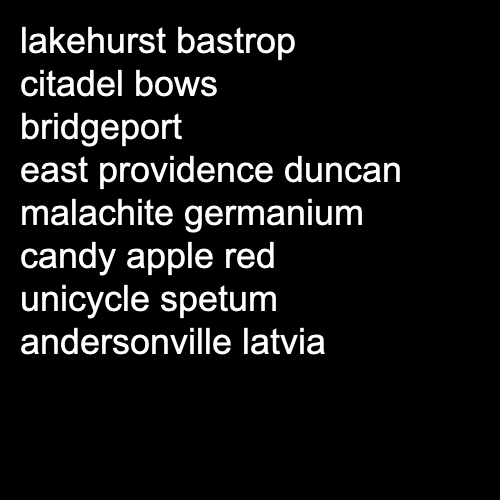 lakehurst bastrop
citadel bows
bridgeport
east providence duncan
malachite germanium
candy apple red
unicycle spetum
andersonville latvia